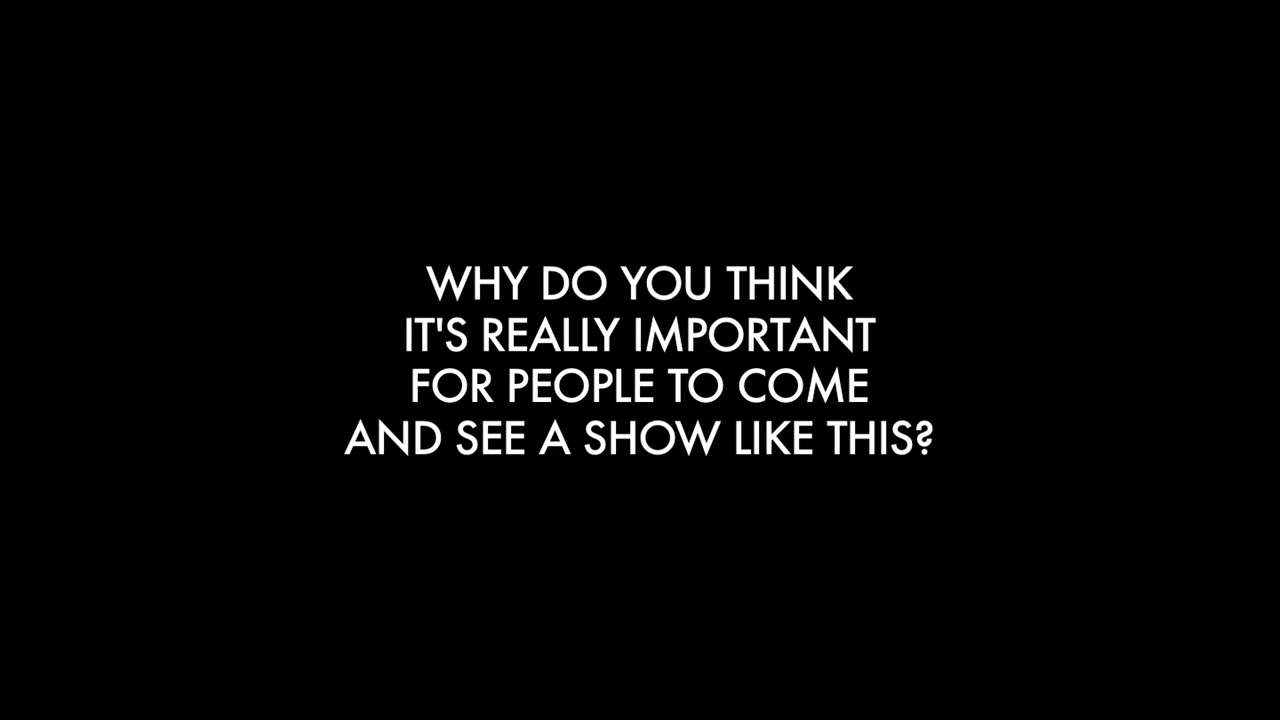 WHY DO YOU THINK
IT'S REALLY IMPORTANT
FOR PEOPLE TO COME
AND SEE A SHOW LIKE THIS?